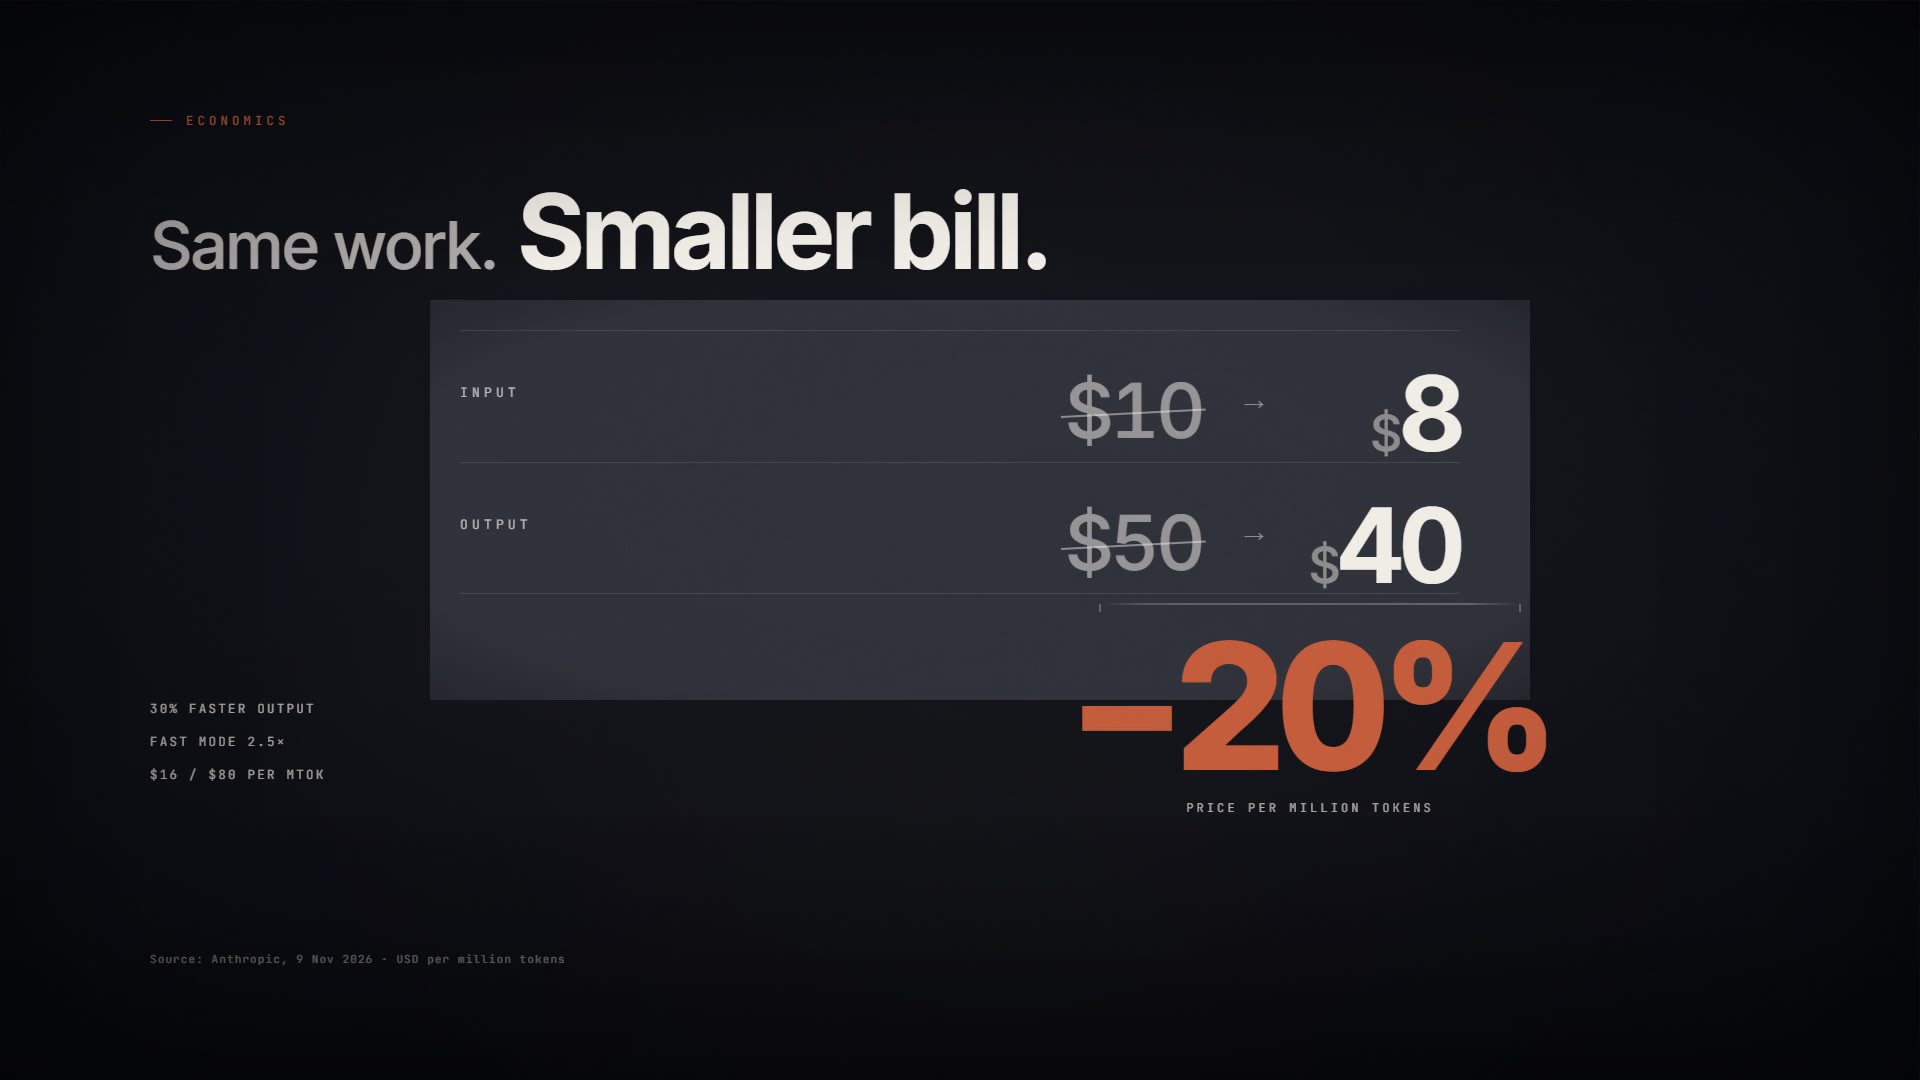 ECONOMICS
Same work. Smaller bill.
INPUT $10 → $8
OUTPUT $50 → $40
−20%
PRICE PER MILLION TOKENS
30% FASTER OUTPUT
FAST MODE 2.5×
$16 / $80 PER MTOK
Source: Anthropic, 9 Nov 2026 · USD per million tokens